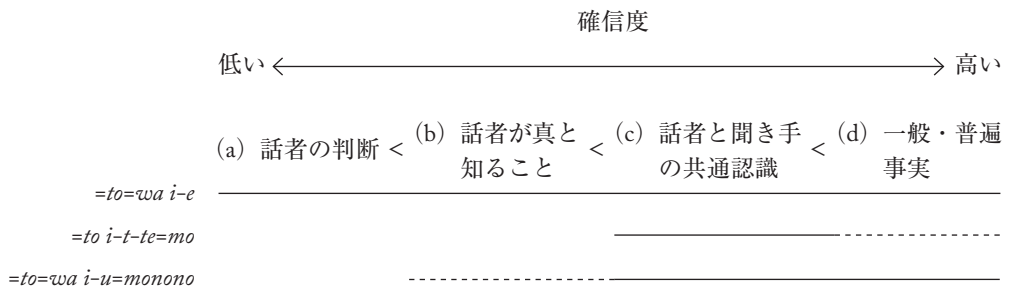 確信度
低い 高い
(a) 話者の判断 < (b) 話者が真と < (c) 話者と聞き手 < (d) 一般・普遍
知ること の共通認識 事実
=to=wa i–e
=to i–t–te=mo
=to=wa i–u=monono